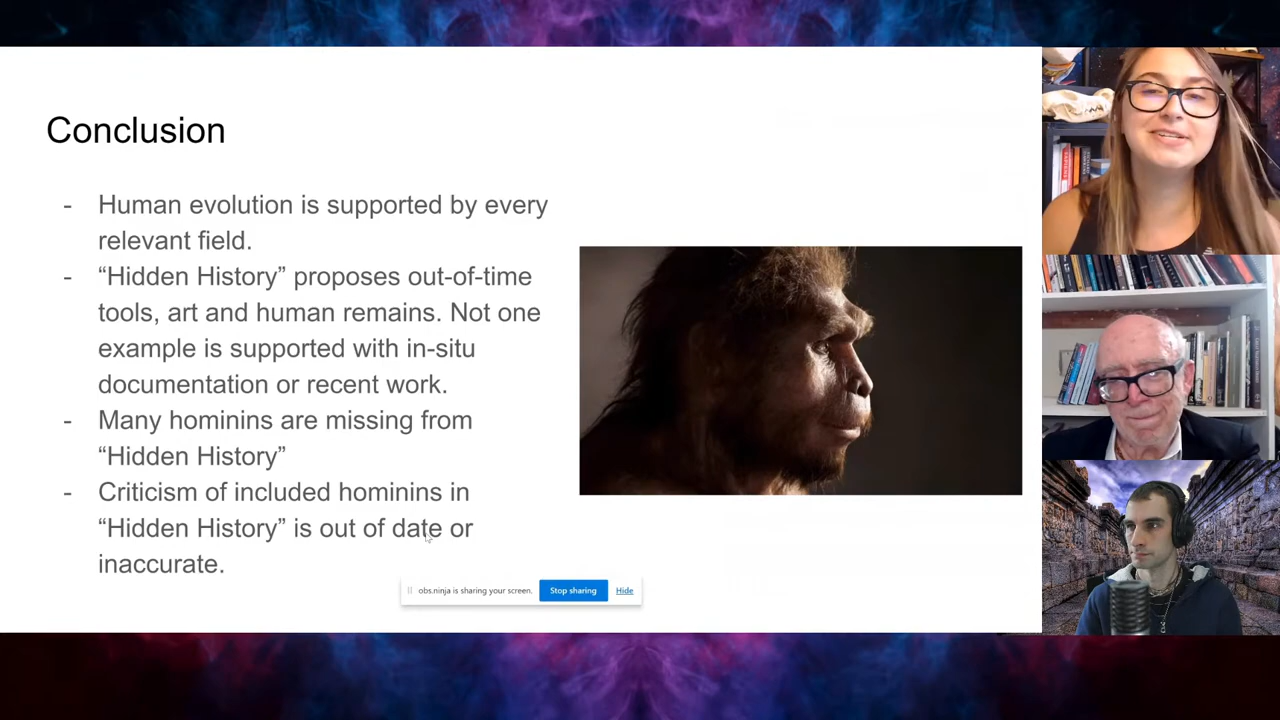 Conclusion
- Human evolution is supported by every
relevant field.
- “Hidden History” proposes out-of-time
tools, art and human remains. Not one
example is supported with in-situ
documentation or recent work.
- Many hominins are missing from
“Hidden History”
- Criticism of included hominins in
“Hidden History” is out of date or
inaccurate.
obs.ninja is sharing your screen. Stop sharing Hide